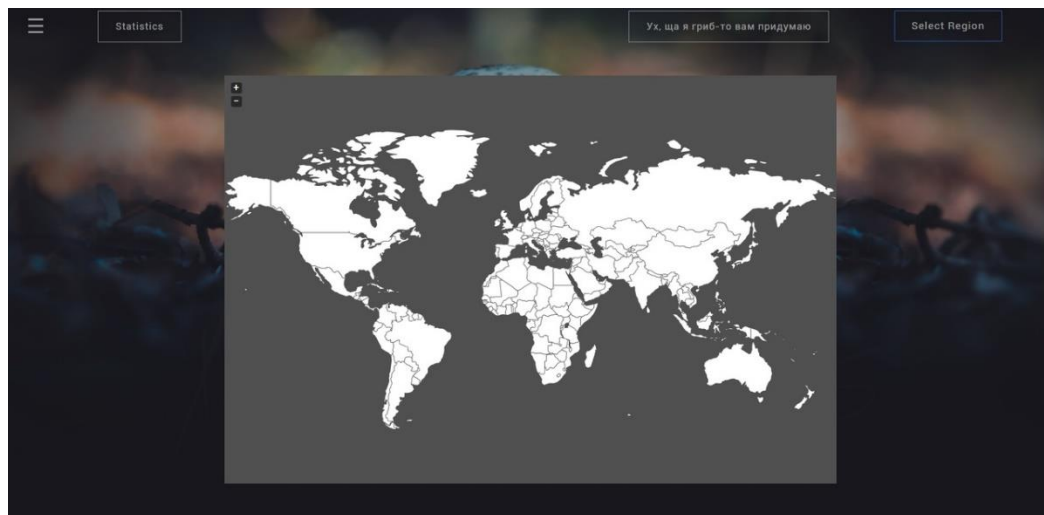 Statistics
Ух, ща я гриб-то вам придумаю
Select Region
+
−